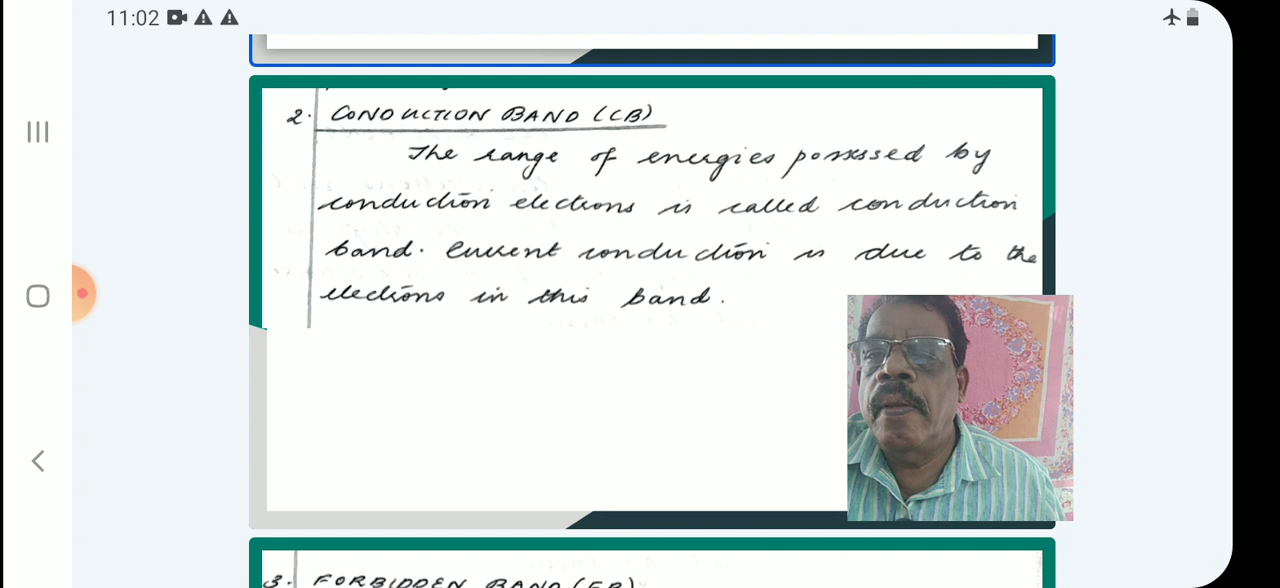 11:02
2. CONDUCTION BAND (CB)
The range of energies possessed by
conduction electrons is called conduction
band. Current conduction is due to the
elections in this band.
3. FORBIDDEN BAND (FB)